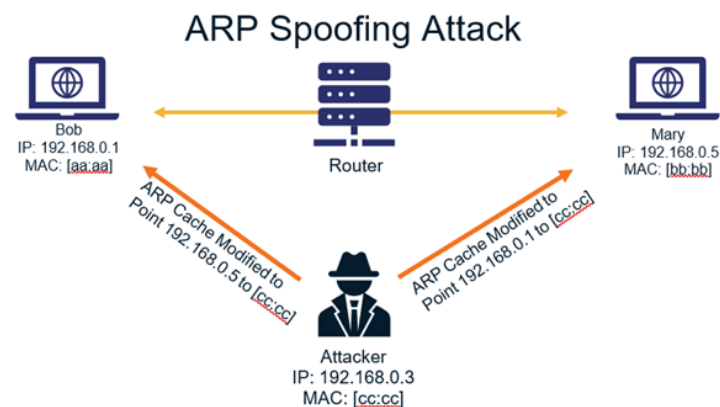 ARP Spoofing Attack
Bob
IP: 192.168.0.1
MAC: [aa:aa]
Router
Mary
IP: 192.168.0.5
MAC: [bb:bb]
ARP Cache Modified to
Point 192.168.0.5 to [cc:cc]
ARP Cache Modified to
Point 192.168.0.1 to [cc:cc]
Attacker
IP: 192.168.0.3
MAC: [cc:cc]